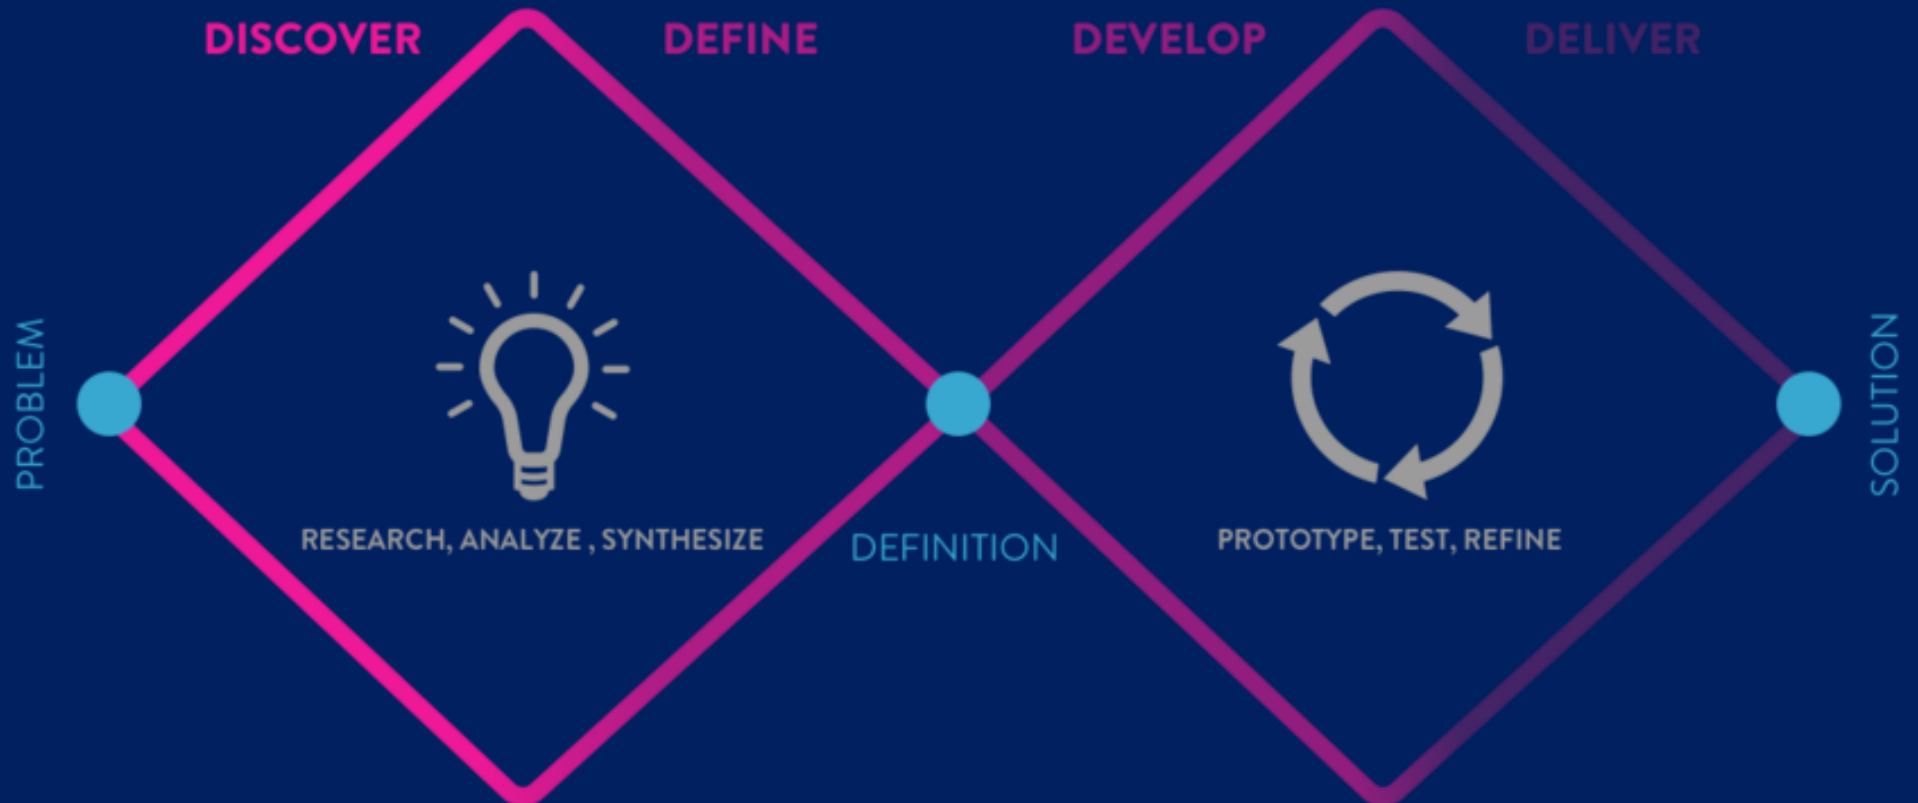 DISCOVER
DEFINE
DEVELOP
DELIVER
PROBLEM
SOLUTION
RESEARCH, ANALYZE , SYNTHESIZE
DEFINITION
PROTOTYPE, TEST, REFINE